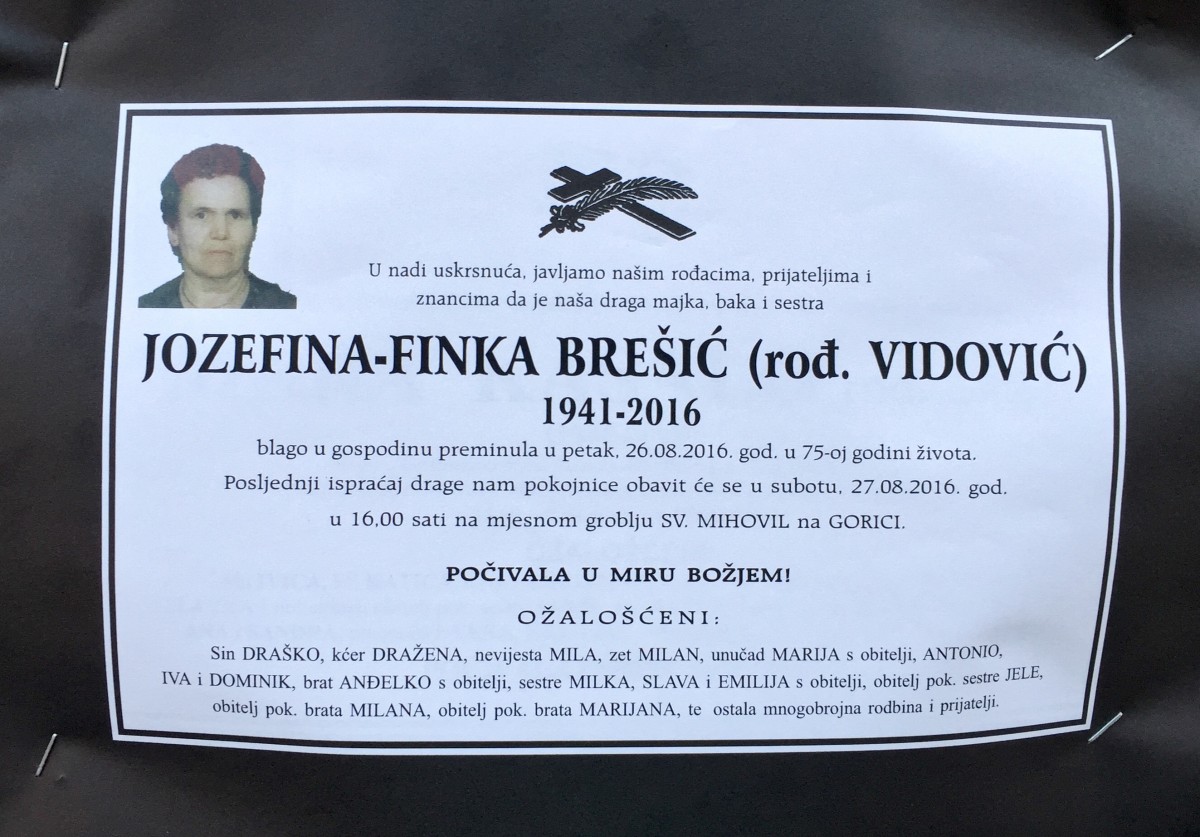 U nadi uskrsnuća, javljamo našim rođacima, prijateljima i
znancima da je naša draga majka, baka i sestra
JOZEFINA-FINKA BREŠIĆ (rođ. VIDOVIĆ)
1941-2016
blago u gospodinu preminula u petak, 26.08.2016. god. u 75-oj godini života.
Posljednji ispraćaj drage nam pokojnice obavit će se u subotu, 27.08.2016. god.
u 16,00 sati na mjesnom groblju SV. MIHOVIL na GORICI.
POČIVALA U MIRU BOŽJEM!
OŽALOŠĆENI:
Sin DRAŠKO, kćer DRAŽENA, nevijesta MILA, zet MILAN, unučad MARIJA s obitelji, ANTONIO,
IVA i DOMINIK, brat ANĐELKO s obitelji, sestre MILKA, SLAVA i EMILIJA s obitelji, obitelj pok. sestre JELE,
obitelj pok. brata MILANA, obitelj pok. brata MARIJANA, te ostala mnogobrojna rodbina i prijatelji.